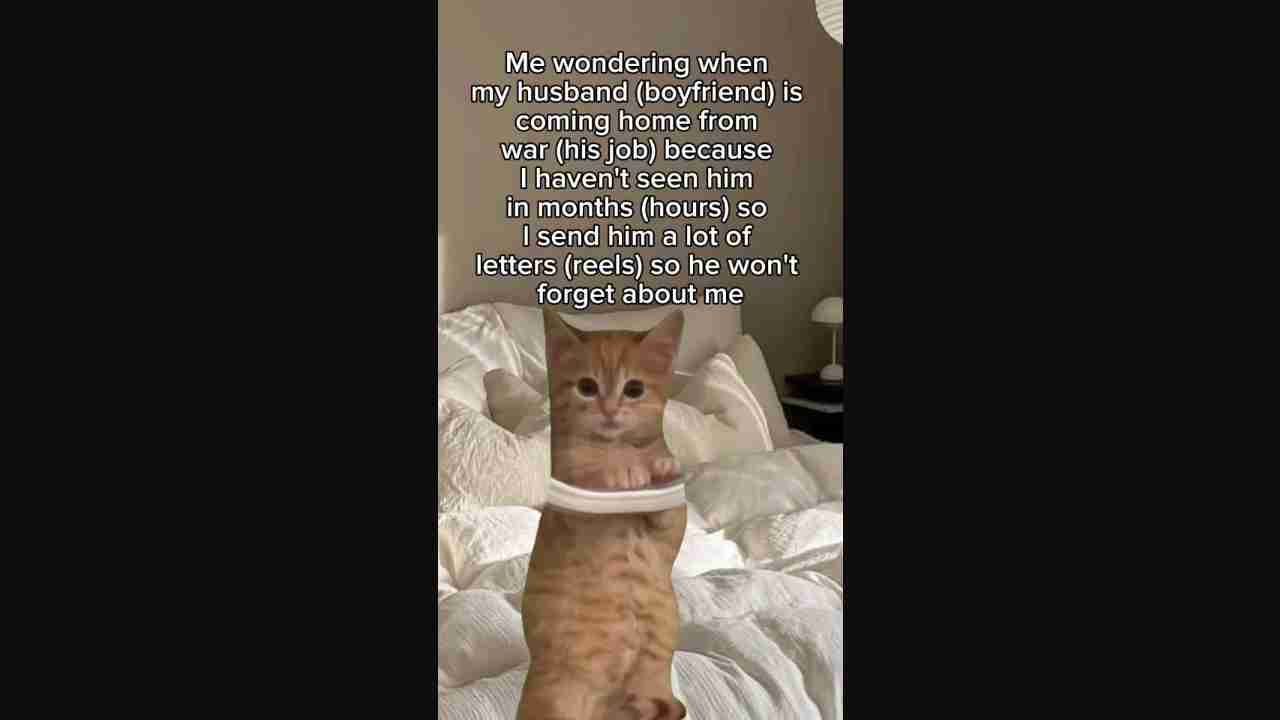 Me wondering when
my husband (boyfriend) is
coming home from
war (his job) because
I haven't seen him
in months (hours) so
I send him a lot of
letters (reels) so he won't
forget about me